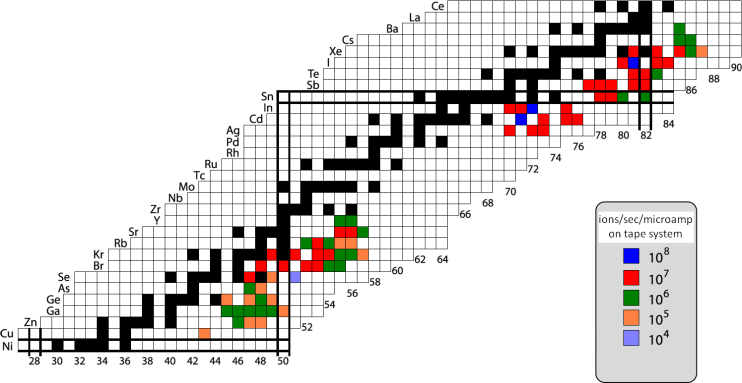 Ce
La
Ba
Cs
Xe
I
Te
Sb
Sn
In
Cd
Ag
Pd
Rh
Ru
Tc
Mo
Nb
Zr
Y
Sr
Rb
Kr
Br
Se
As
Ge
Ga
Zn
Cu
Ni
28 30 32 34 36 38 40 42 44 46 48 50
52
54
56
58
60
62 64
66
68
70
72
74
76
78 80 82 84
86
88
90
ions/sec/microamp
on tape system
10⁸
10⁷
10⁶
10⁵
10⁴